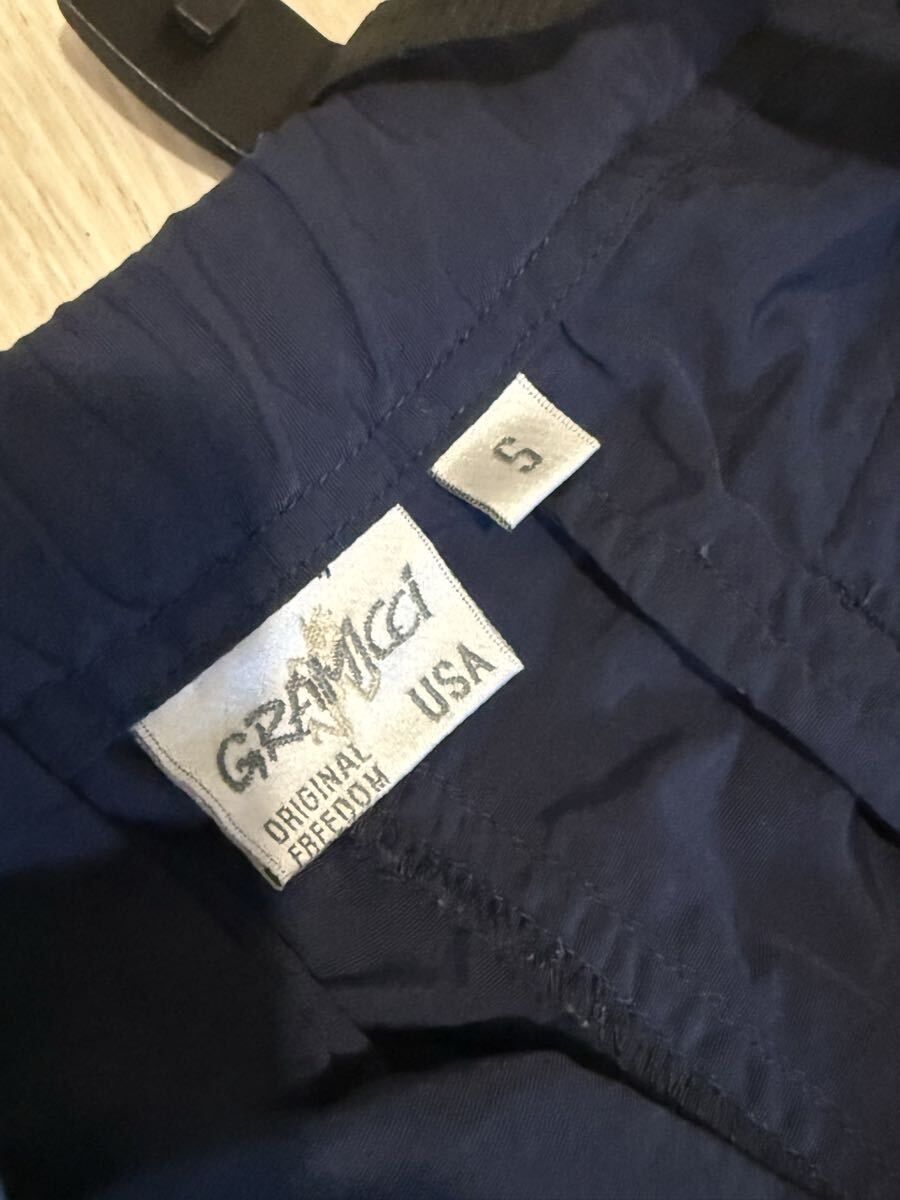 S
GRAMICCi
USA
ORIGINAL
FREEDOM